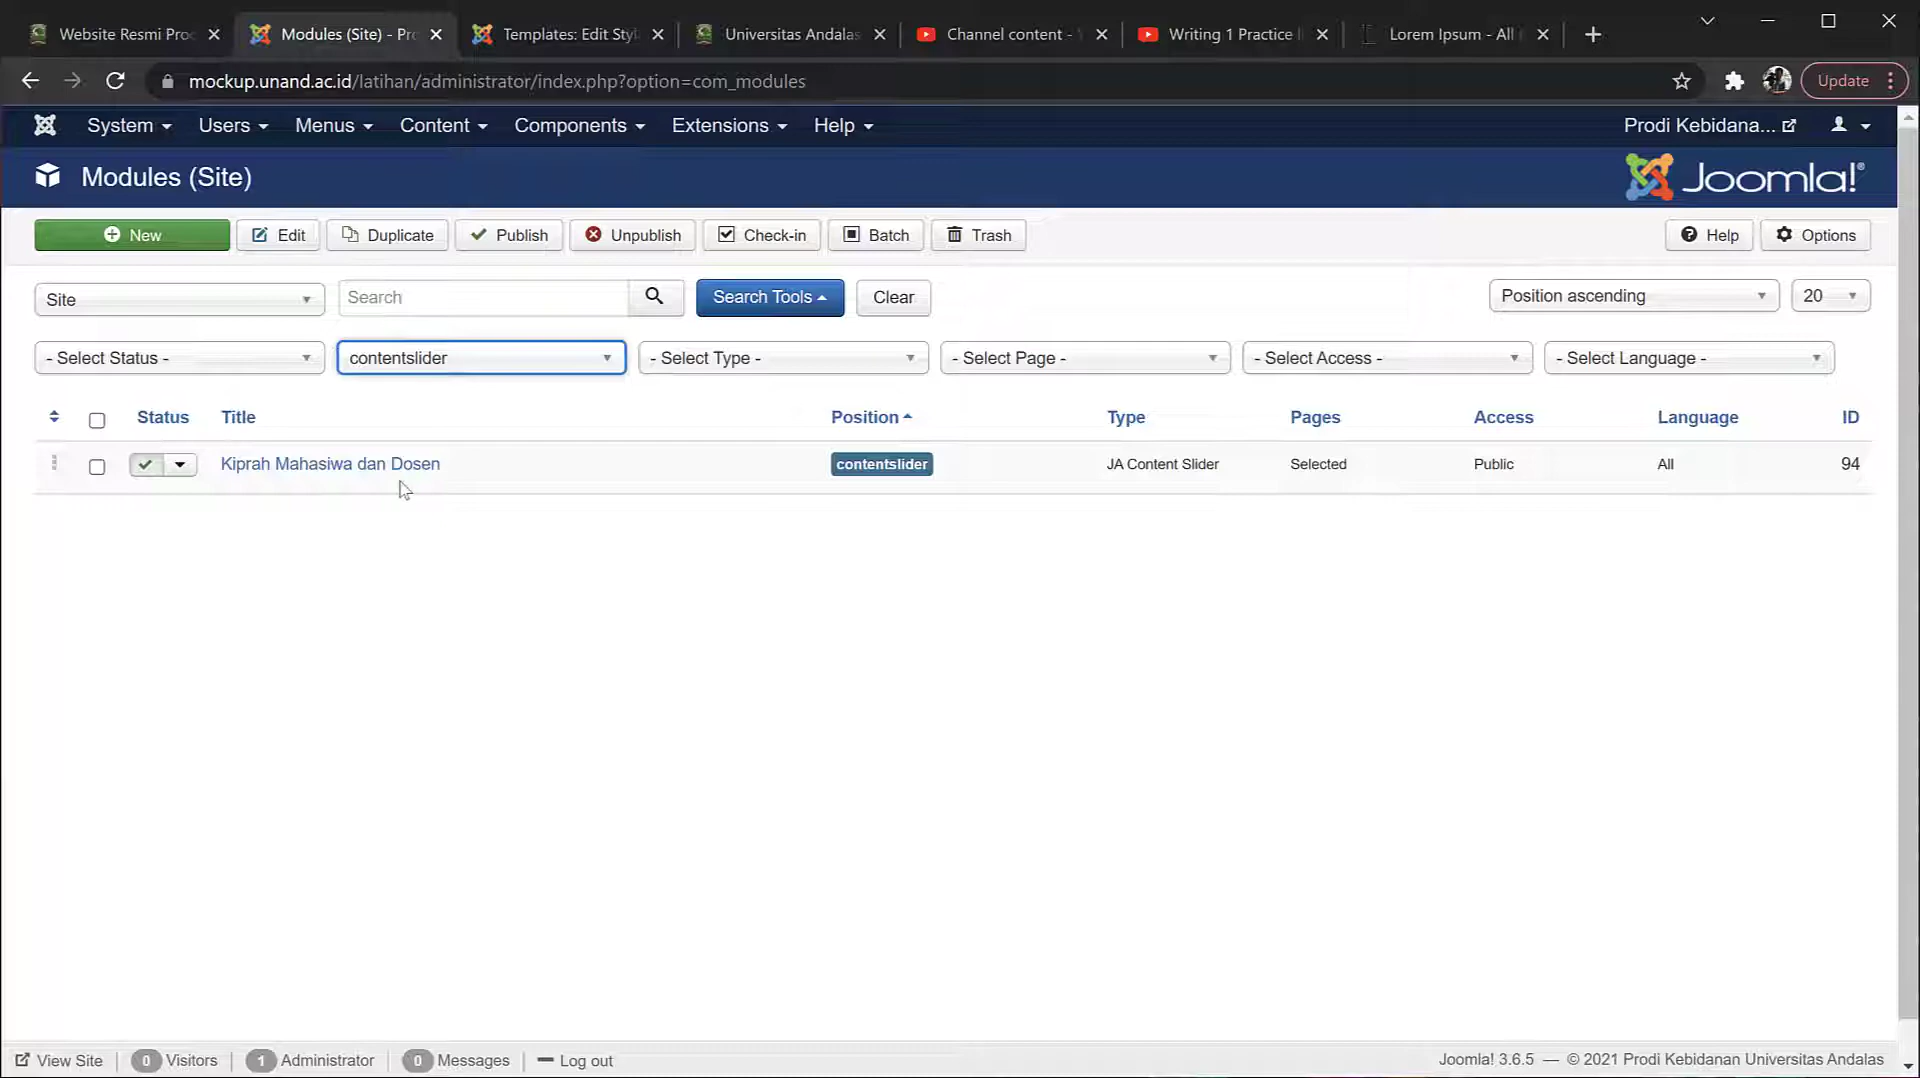 Website Resmi Pro
Modules (Site) - Pro
Templates: Edit Styl
Universitas Andalas
Channel content -
Writing 1 Practice
Lorem Ipsum - All
mockup.unand.ac.id/latihan/administrator/index.php?option=com_modules
Update
System Users Menus Content Components Extensions Help
Prodi Kebidana...
Modules (Site)
Joomla!®
New Edit Duplicate Publish Unpublish Check-in Batch Trash Help Options
Site Search Search Tools Clear Position ascending 20
- Select Status - contentslider - Select Type - - Select Page - - Select Access - - Select Language -
Status Title Position Type Pages Access Language ID
Kiprah Mahasiwa dan Dosen contentslider JA Content Slider Selected Public All 94
View Site 0 Visitors 1 Administrator 0 Messages Log out
Joomla! 3.6.5 — © 2021 Prodi Kebidanan Universitas Andalas